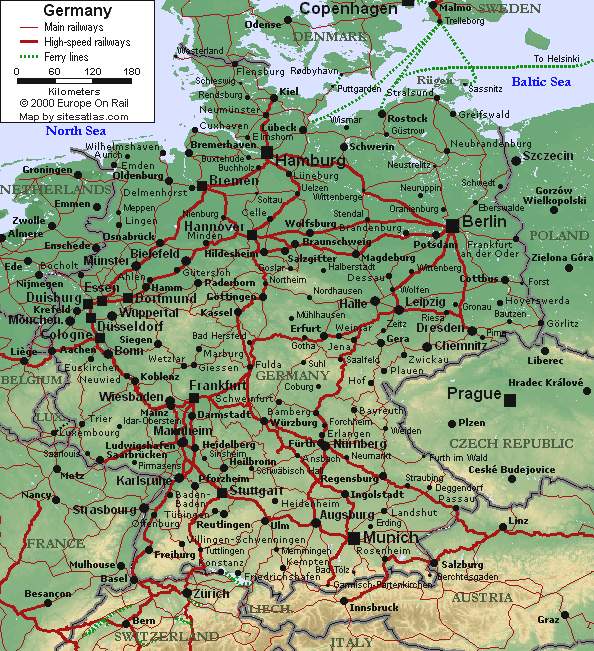 Germany
Main railways
High-speed railways
Ferry lines
0 60 120 180
Kilometers
© 2000 Europe On Rail
Map by sitesatlas.com
Copenhagen
Malmo
SWEDEN
Trelleborg
Odense
DENMARK
To Helsinki
Westerland
Flensburg
Rødbyhavn
Puttgarden
Rügen
Sassnitz
Baltic Sea
Schleswig
Rendsburg
Kiel
Stralsund
Neumünster
Greifswald
North Sea
Cuxhaven
Elmshorn
Lübeck
Wismar
Rostock
Güstrow
Wilhelmshaven
Aurich
Bremerhaven
Schwerin
Neubrandenburg
Emden
Buxtehude
Buchholz
Hamburg
Neustrelitz
Szczecin
Groningen
Oldenburg
Bremen
Lüneburg
NETHERLANDS
Delmenhorst
Uelzen
Wittenberge
Neuruppin
Schwedt
Emmen
Meppen
Lingen
Nienburg
Soltau
Celle
Stendal
Oranienburg
Eberswalde
Gorzów
Wielkopolski
Zwolle
Almere
Osnabrück
Hannover
Wolfsburg
Brandenburg
Berlin
Enschede
Minden
Braunschweig
Potsdam
Frankfurt
an der Oder
POLAND
Ede
Bocholt
Münster
Bielefeld
Hildesheim
Salzgitter
Magdeburg
Zielona Góra
Nijmegen
Ahlen
Gütersloh
Goslar
Halberstadt
Wittenberg
Cottbus
Forst
Essen
Hamm
Paderborn
Northeim
Dessau
Duisburg
Dortmund
Göttingen
Nordhausen
Wolfen
Krefeld
Wuppertal
Kassel
Halle
Leipzig
Hoyerswerda
Düsseldorf
Mühlhausen
Riesa
Bautzen
Cologne
Siegen
Bad Hersfeld
Erfurt
Weimar
Zeitz
Dresden
Görlitz
Aachen
Bonn
Marburg
Gotha
Jena
Gera
Chemnitz
Pirna
Liège
Wetzlar
Giessen
Fulda
Suhl
Saalfeld
Zwickau
Liberec
Euskirchen
BELGIUM
Neuwied
Koblenz
GERMANY
Coburg
Hof
Plauen
Hradec Králové
Wiesbaden
Frankfurt
Schweinfurt
Prague
LUX.
Mainz
Darmstadt
Bamberg
Bayreuth
Trier
Idar-Oberstein
Würzburg
Forchheim
Plzen
Luxembourg
Mannheim
Erlangen
Weiden
CZECH REPUBLIC
Ludwigshafen
Heidelberg
Fürth
Nürnberg
Saarlouis
Saarbrücken
Sinsheim
Ansbach
Neumarkt
Furth im Wald
Metz
Pirmasens
Heilbronn
Schwäbisch Hall
Ceské Budejovice
Karlsruhe
Pforzheim
Regensburg
Straubing
Nancy
Baden-
Baden
Stuttgart
Ingolstadt
Deggendorf
Passau
Strasbourg
Tübingen
Heidenheim
Landshut
Offenburg
Reutlingen
Ulm
Augsburg
Erding
Linz
FRANCE
Villingen-Schwenningen
Munich
Freiburg
Tuttlingen
Memmingen
Rosenheim
Mulhouse
Konstanz
Kempten
Salzburg
Basel
Friedrichshafen
Bad Tölz
Berchtesgaden
Besançon
Zürich
Garmisch-Partenkirchen
AUSTRIA
LIECH.
Innsbruck
Bern
Graz
SWITZERLAND
ITALY